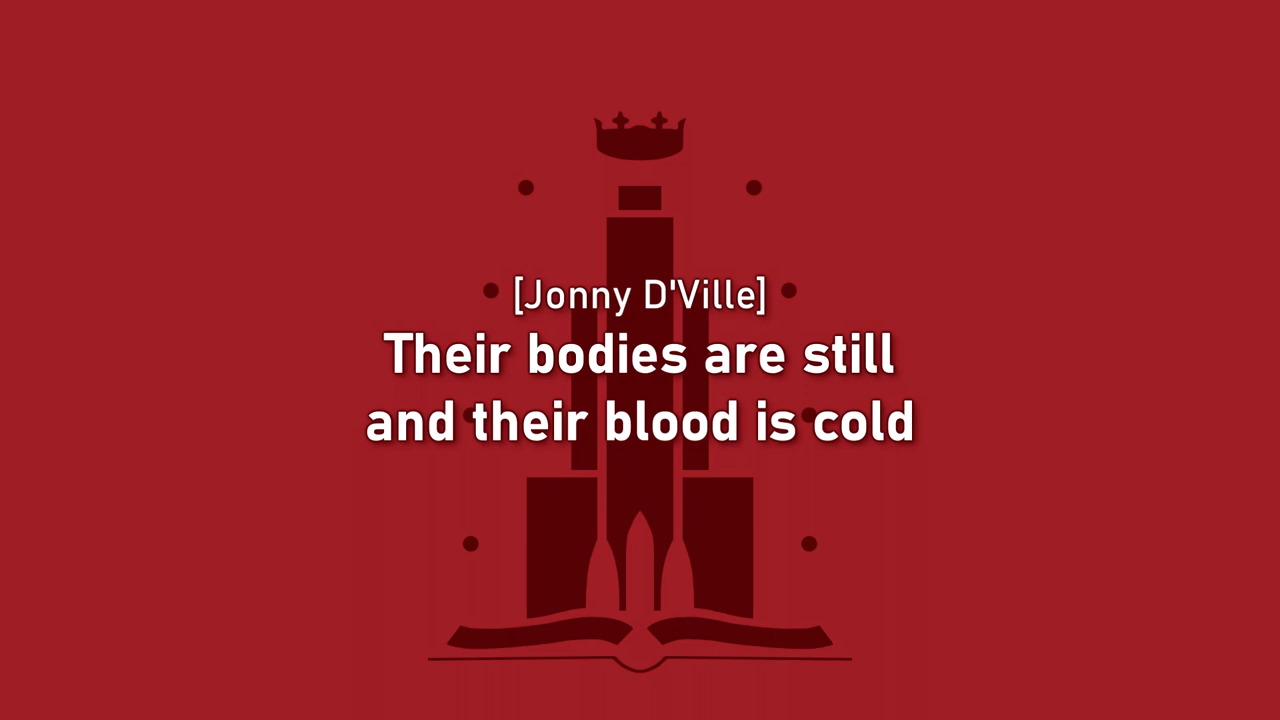 [Jonny D'Ville]
Their bodies are still
and their blood is cold